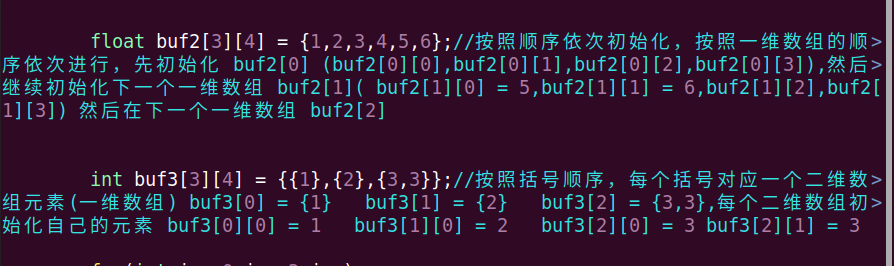 float buf2[3][4] = {1,2,3,4,5,6};//按照顺序依次初始化，按照一维数组的顺>
序依次进行，先初始化 buf2[0] (buf2[0][0],buf2[0][1],buf2[0][2],buf2[0][3]),然后>
继续初始化下一个一维数组 buf2[1]( buf2[1][0] = 5,buf2[1][1] = 6,buf2[1][2],buf2[
1][3]) 然后在下一个一维数组 buf2[2]
int buf3[3][4] = {{1},{2},{3,3}};//按照括号顺序，每个括号对应一个二维数>
组元素(一维数组) buf3[0] = {1}   buf3[1] = {2}   buf3[2] = {3,3},每个二维数组初>
始化自己的元素 buf3[0][0] = 1   buf3[1][0] = 2   buf3[2][0] = 3 buf3[2][1] = 3